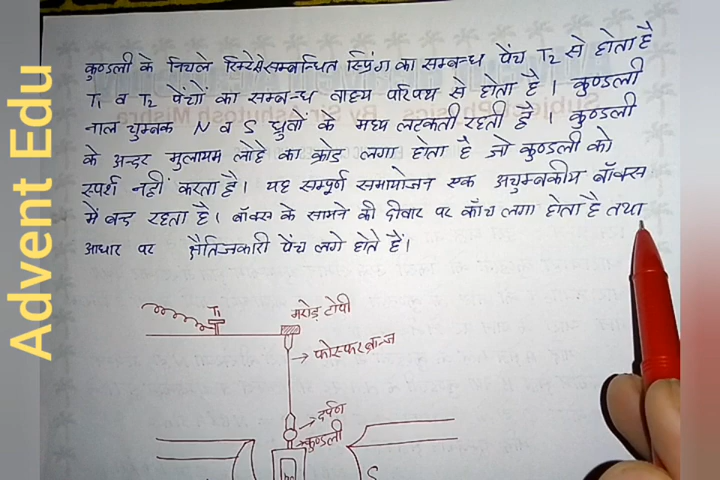 कुण्डली के निचले सिरे से सम्बन्धित स्प्रिंग का सम्बन्ध पेंच T2 से होता है
T1 व T2 पेंचों का सम्बन्ध वाह्य परिपथ से होता है। कुण्डली
नाल चुम्बक N व S ध्रुवों के मध्य लटकती रहती है। कुण्डली
के अन्दर मुलायम लोहे का क्रोड लगा होता है जो कुण्डली को
स्पर्श नहीं करता है। यह सम्पूर्ण समायोजन एक अचुम्बकीय बॉक्स
में बन्द रहता है। बॉक्स के सामने की दीवार पर काँच लगा होता है तथा
आधार पर क्षैतिजकारी पेंच लगे होते हैं।
T1
मरोड़ टोपी
फोस्फर ब्रान्ज
दर्पण
कुण्डली
S
Advent Edu